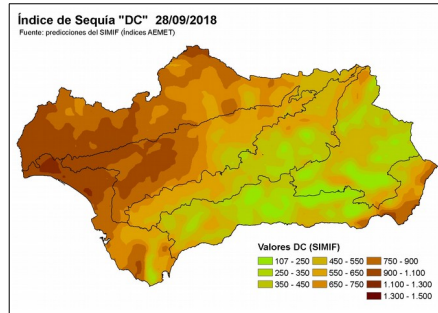 Índice de Sequía "DC" 28/09/2018
Fuente: predicciones del SIMIF (Índices AEMET)
Valores DC (SIMIF)
107 - 250 450 - 550 750 - 900
250 - 350 550 - 650 900 - 1.100
350 - 450 650 - 750 1.100 - 1.300
1.300 - 1.500